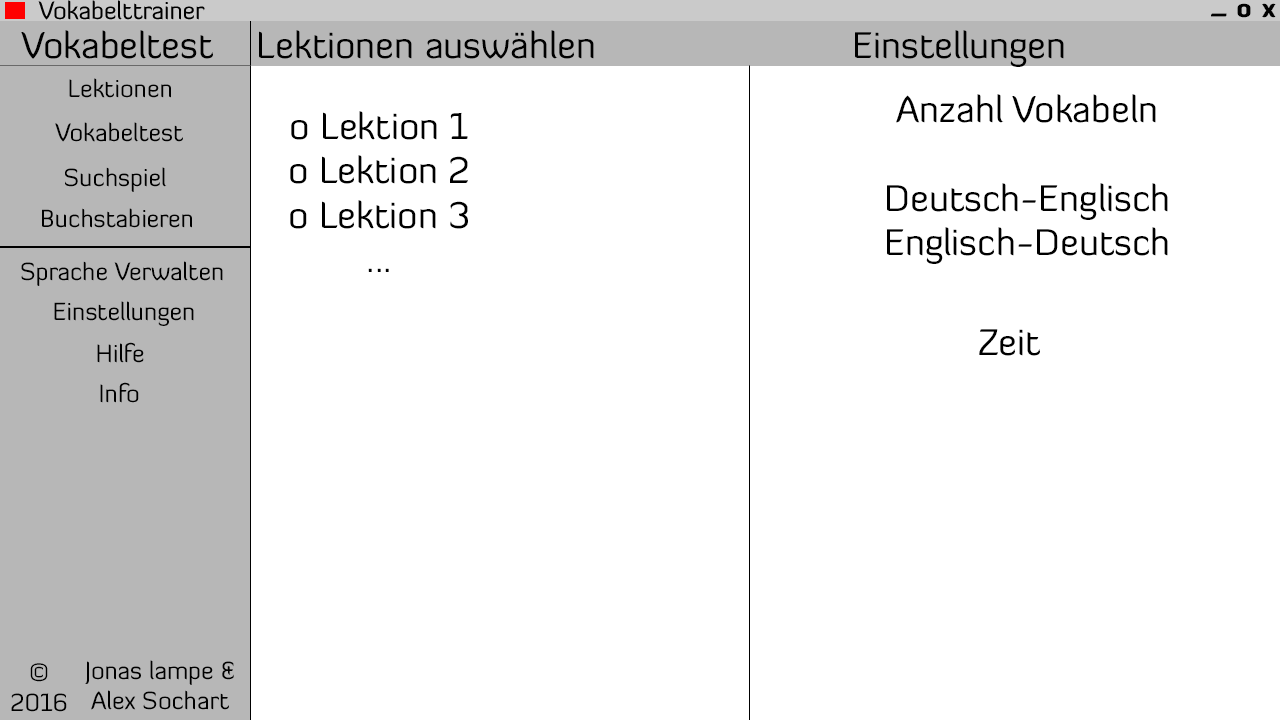 Vokabelttrainer
_ o x
Vokabeltest
Lektionen auswählen
Einstellungen
Lektionen
Vokabeltest
Suchspiel
Buchstabieren
Sprache Verwalten
Einstellungen
Hilfe
Info
© Jonas lampe &
2016 Alex Sochart
o Lektion 1
o Lektion 2
o Lektion 3
...
Anzahl Vokabeln
Deutsch-Englisch
Englisch-Deutsch
Zeit